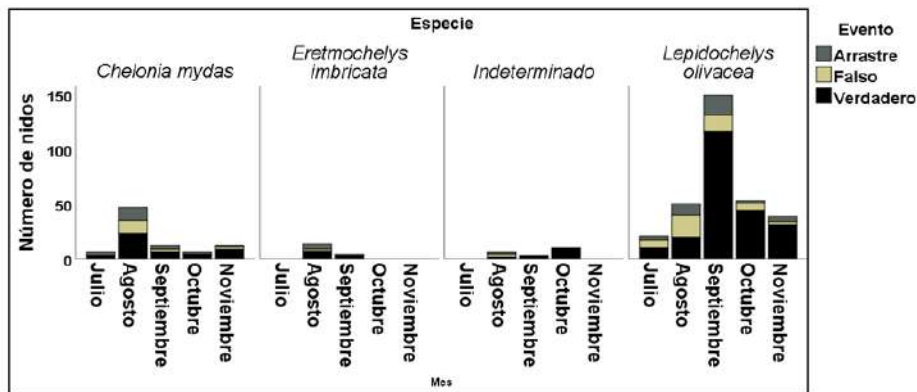 Especie
Chelonia mydas
Eretmochelys
imbricata
Indeterminado
Lepidochelys
olivacea
Evento
Arrastre
Falso
Verdadero
Número de nidos
150
100
50
0
Julio
Agosto
Septiembre
Octubre
Noviembre
Julio
Agosto
Septiembre
Octubre
Noviembre
Julio
Agosto
Septiembre
Octubre
Noviembre
Julio
Agosto
Septiembre
Octubre
Noviembre
Mes